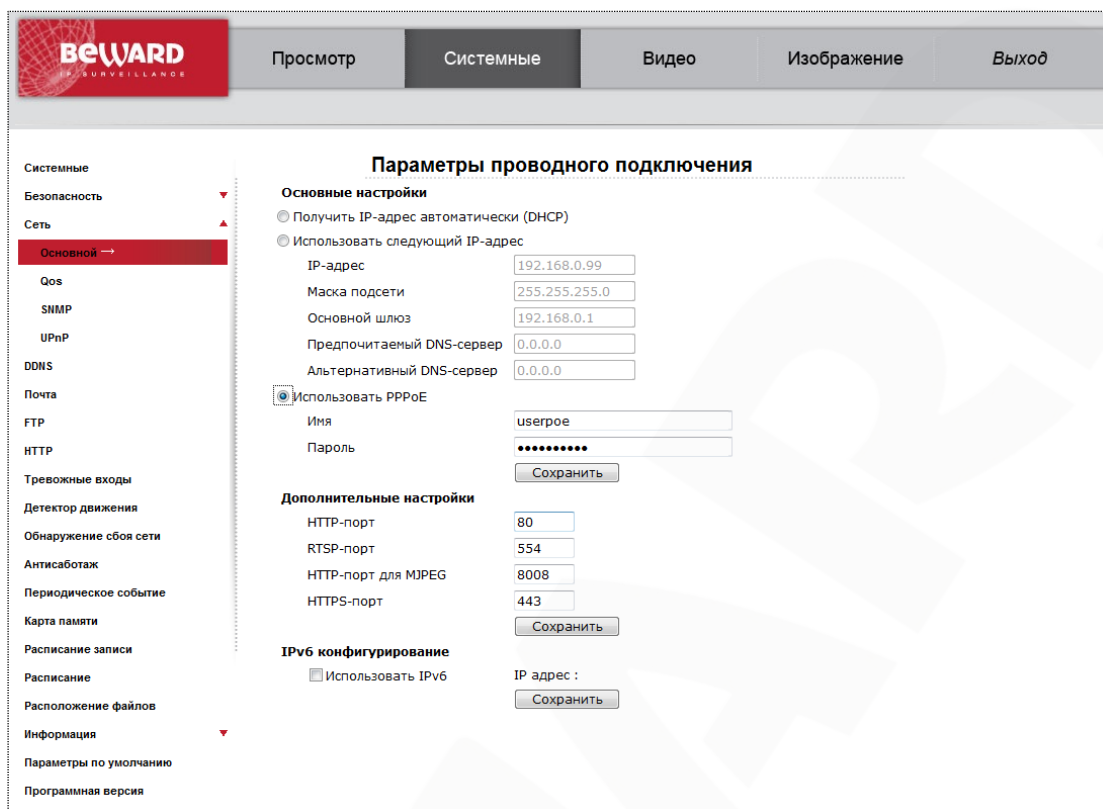 BEWARD
IP SURVEILLANCE
Просмотр
Системные
Видео
Изображение
Выход
Системные
Безопасность
Сеть
Основной →
Qos
SNMP
UPnP
DDNS
Почта
FTP
HTTP
Тревожные входы
Детектор движения
Обнаружение сбоя сети
Антисаботаж
Периодическое событие
Карта памяти
Расписание записи
Расписание
Расположение файлов
Информация
Параметры по умолчанию
Программная версия
Параметры проводного подключения
Основные настройки
Получить IP-адрес автоматически (DHCP)
Использовать следующий IP-адрес
IP-адрес 192.168.0.99
Маска подсети 255.255.255.0
Основной шлюз 192.168.0.1
Предпочитаемый DNS-сервер 0.0.0.0
Альтернативный DNS-сервер 0.0.0.0
Использовать PPPoE
Имя userpoe
Пароль ••••••••••
Сохранить
Дополнительные настройки
HTTP-порт 80
RTSP-порт 554
HTTP-порт для MJPEG 8008
HTTPS-порт 443
Сохранить
IPv6 конфигурирование
Использовать IPv6 IP адрес :
Сохранить